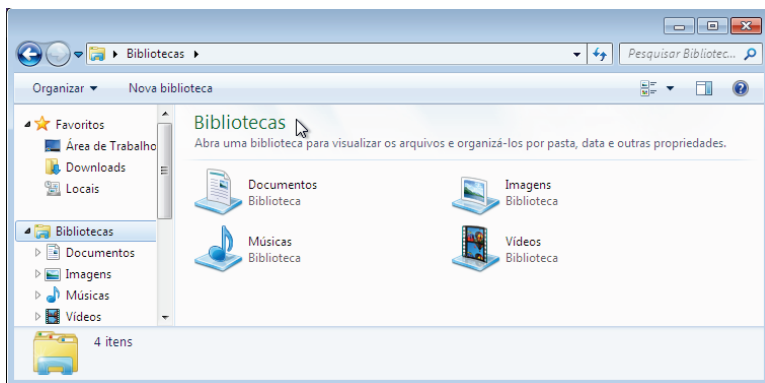 Bibliotecas
Pesquisar Bibliotec...
Organizar
Nova biblioteca
Favoritos
Área de Trabalho
Downloads
Locais
Bibliotecas
Documentos
Imagens
Músicas
Vídeos
Bibliotecas
Abra uma biblioteca para visualizar os arquivos e organizá-los por pasta, data e outras propriedades.
Documentos
Biblioteca
Imagens
Biblioteca
Músicas
Biblioteca
Vídeos
Biblioteca
4 itens